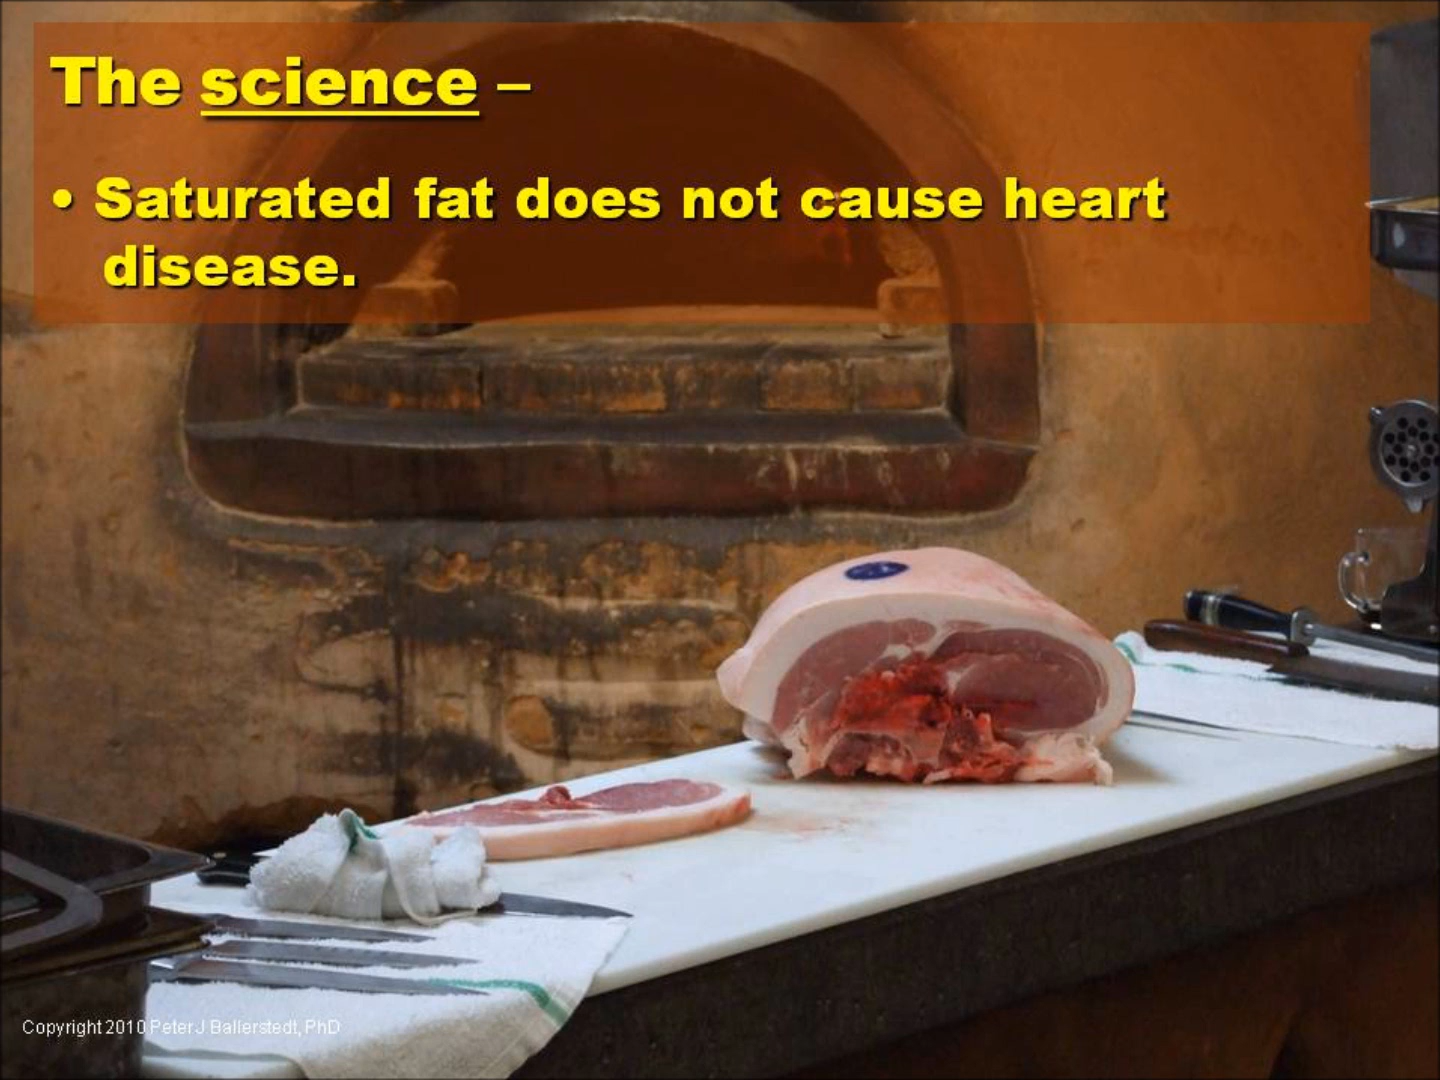 The science –
• Saturated fat does not cause heart
disease.
Copyright 2010 Peter J Ballerstedt, PhD